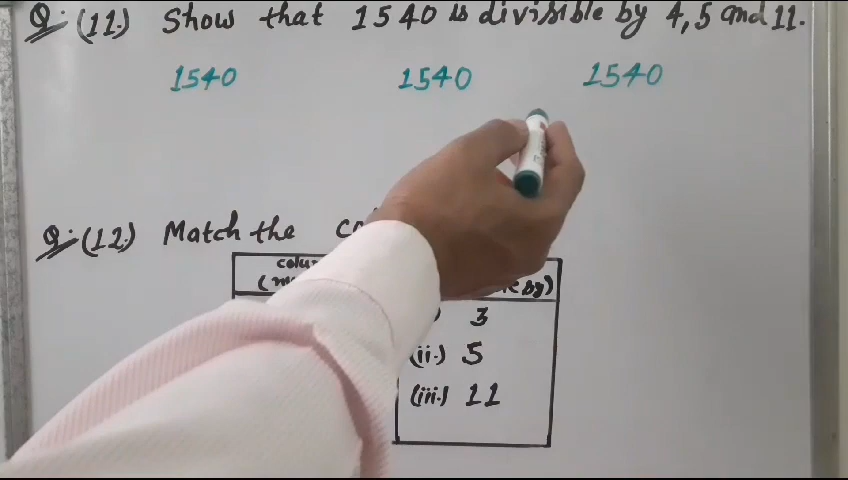 Q:(11.) Show that 1540 is divisible by 4,5 and 11.
1540 1540 1540
Q:(12.) Match the
3
(ii.) 5
(iii.) 11